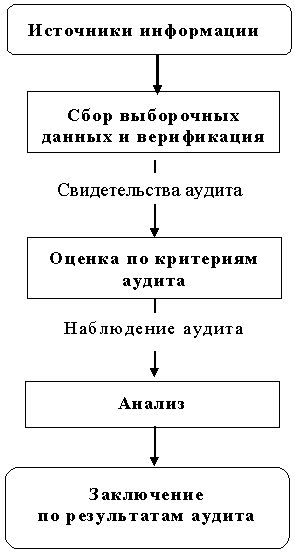 Источники информации
Сбор выборочных
данных и верификация
Свидетельства аудита
Оценка по критериям
аудита
Наблюдение аудита
Анализ
Заключение
по результатам аудита